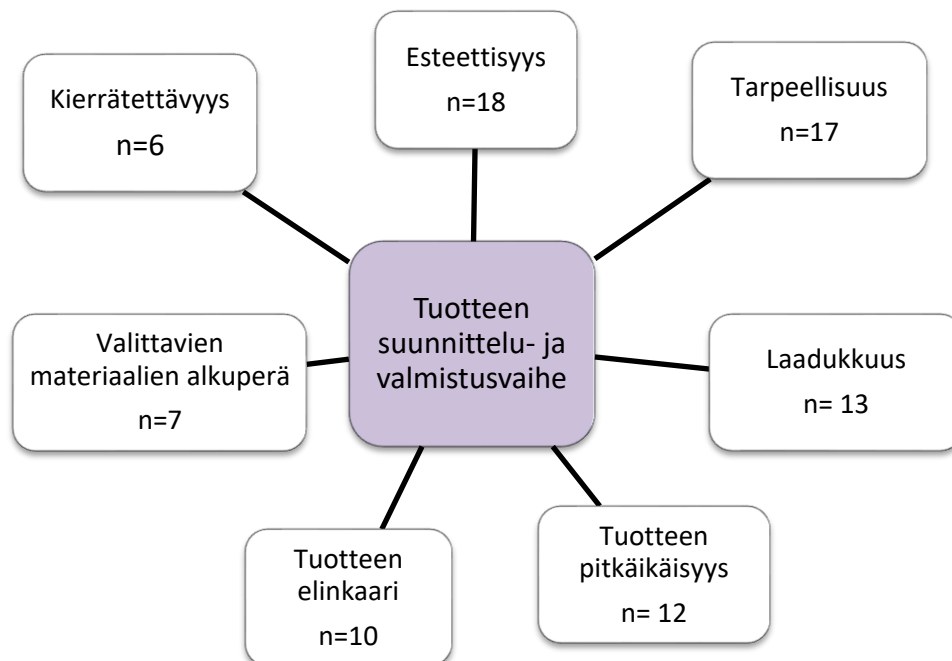 Esteettisyys
n=18
Tarpeellisuus
n=17
Laadukkuus
n= 13
Tuotteen
pitkäikäisyys
n= 12
Tuotteen
elinkaari
n=10
Valittavien
materiaalien alkuperä
n=7
Kierrätettävyys
n=6
Tuotteen
suunnittelu- ja
valmistusvaihe